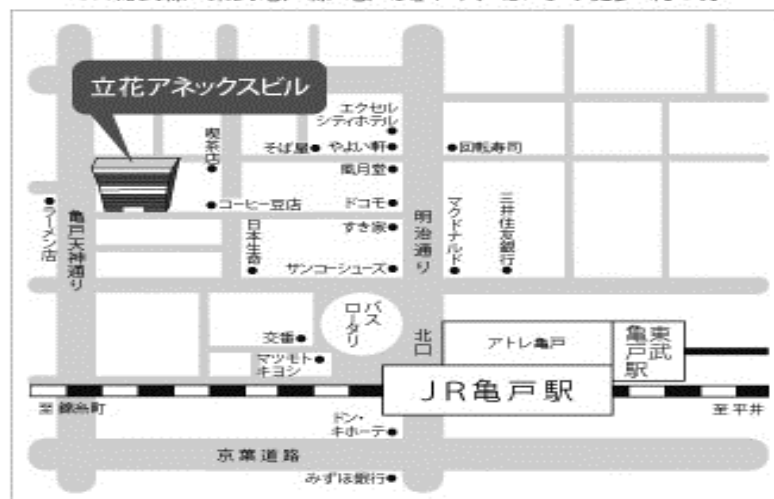 立花アネックスビル
エクセル
シティホテル
喫茶店
そば屋
やよい軒
回転寿司
風月堂
ラーメン店
亀戸天神通り
コーヒー豆店
ドコモ
明治通り
マクドナルド
三井住友銀行
日本生命
すき家
サンコーシューズ
バス
ロータリー
交番
北口
アトレ亀戸
東武
亀戸駅
マツモト
キヨシ
JR亀戸駅
至 錦糸町
至 平井
ドン・
キホーテ
京葉道路
みずほ銀行